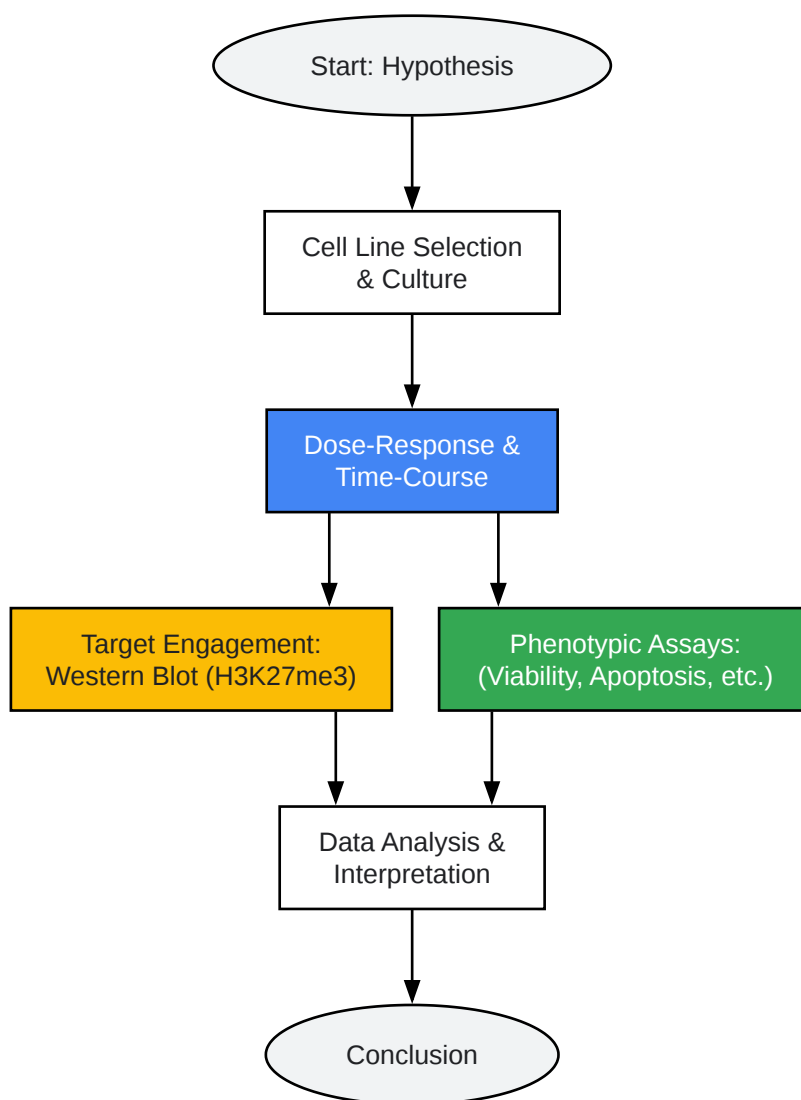 Start: Hypothesis
Cell Line Selection
& Culture
Dose-Response &
Time-Course
Target Engagement:
Western Blot (H3K27me3)
Phenotypic Assays:
(Viability, Apoptosis, etc.)
Data Analysis &
Interpretation
Conclusion